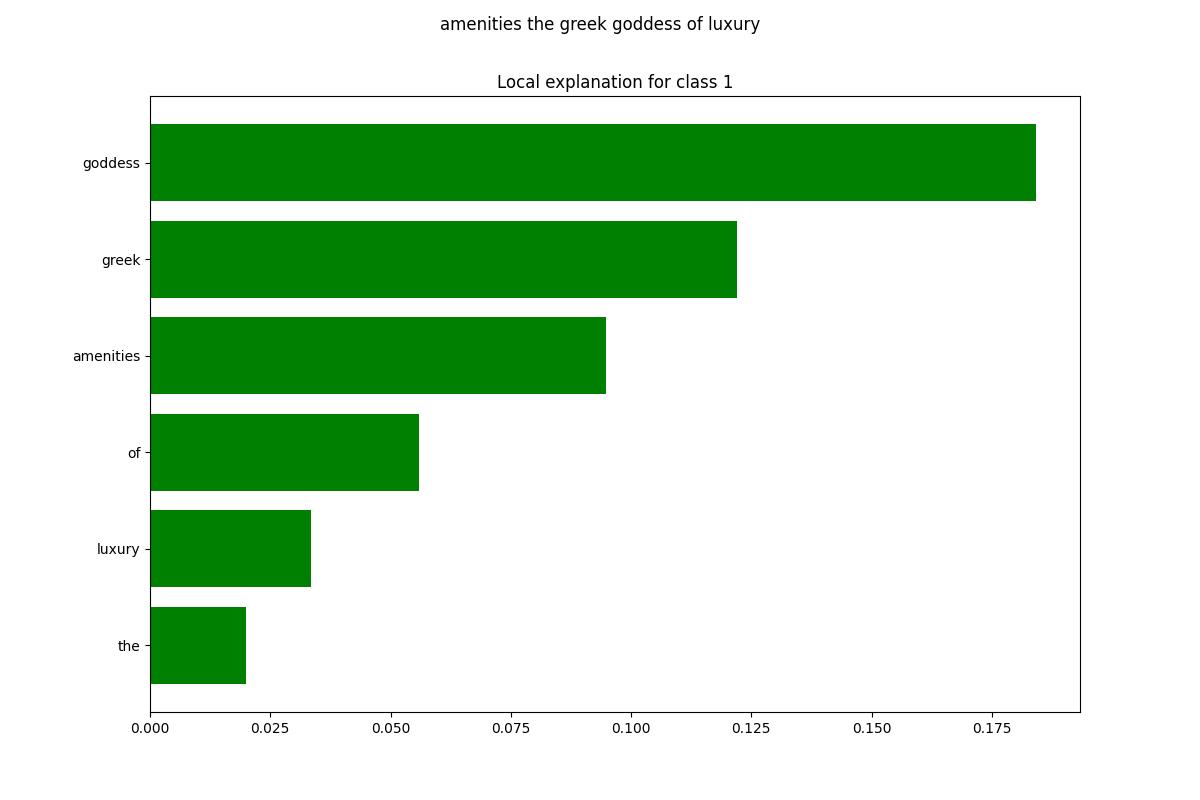 amenities the greek goddess of luxury
Local explanation for class 1
goddess
greek
amenities
of
luxury
the
0.000 0.025 0.050 0.075 0.100 0.125 0.150 0.175